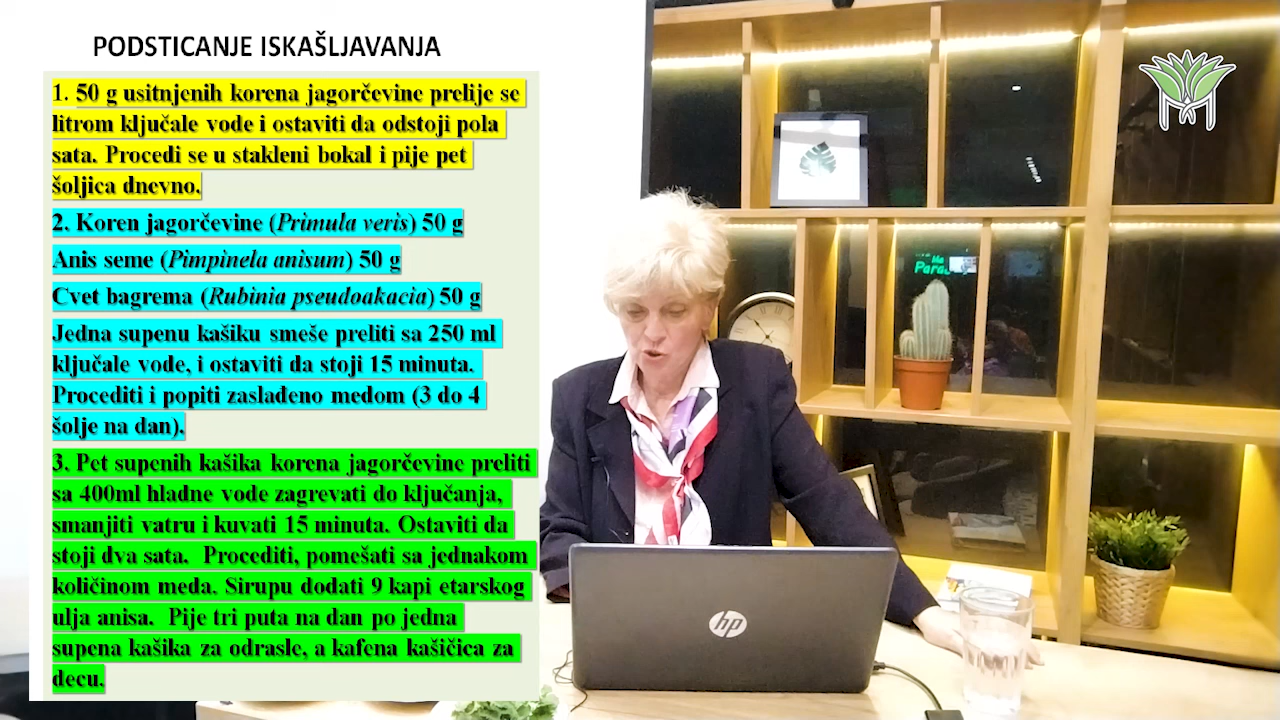 PODSTICANJE ISKAŠLJAVANJA
1. 50 g usitnjenih korena jagorčevine prelije se
litrom ključale vode i ostaviti da odstoji pola
sata. Procedi se u stakleni bokal i pije pet
šoljica dnevno.
2. Koren jagorčevine (Primula veris) 50 g
Anis seme (Pimpinela anisum) 50 g
Cvet bagrema (Rubinia pseudoakacia) 50 g
Jedna supenu kašiku smeše preliti sa 250 ml
ključale vode, i ostaviti da stoji 15 minuta.
Procediti i popiti zaslađeno medom (3 do 4
šolje na dan).
3. Pet supenih kašika korena jagorčevine preliti
sa 400ml hladne vode zagrevati do ključanja,
smanjiti vatru i kuvati 15 minuta. Ostaviti da
stoji dva sata. Procediti, pomešati sa jednakom
količinom meda. Sirupu dodati 9 kapi etarskog
ulja anisa. Pije tri puta na dan po jedna
supena kašika za odrasle, a kafena kašičica za
decu.
hp